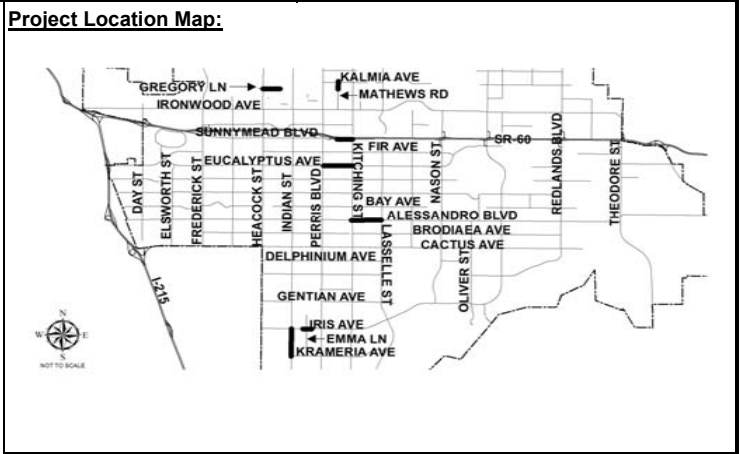 Project Location Map:
KALMIA AVE
GREGORY LN
MATHEWS RD
IRONWOOD AVE
SUNNYMEAD BLVD
SR-60
FIR AVE
EUCALYPTUS AVE
DAY ST
ELSWORTH ST
FREDERICK ST
HEACOCK ST
INDIAN ST
PERRIS BLVD
KITCHING ST
NASON ST
REDLANDS BLVD
THEODORE ST
BAY AVE
ALESSANDRO BLVD
BRODIAEA AVE
CACTUS AVE
LASSELLE ST
OLIVER ST
DELPHINIUM AVE
I-215
GENTIAN AVE
IRIS AVE
EMMA LN
KRAMERIA AVE
N
W
E
S
NOT TO SCALE